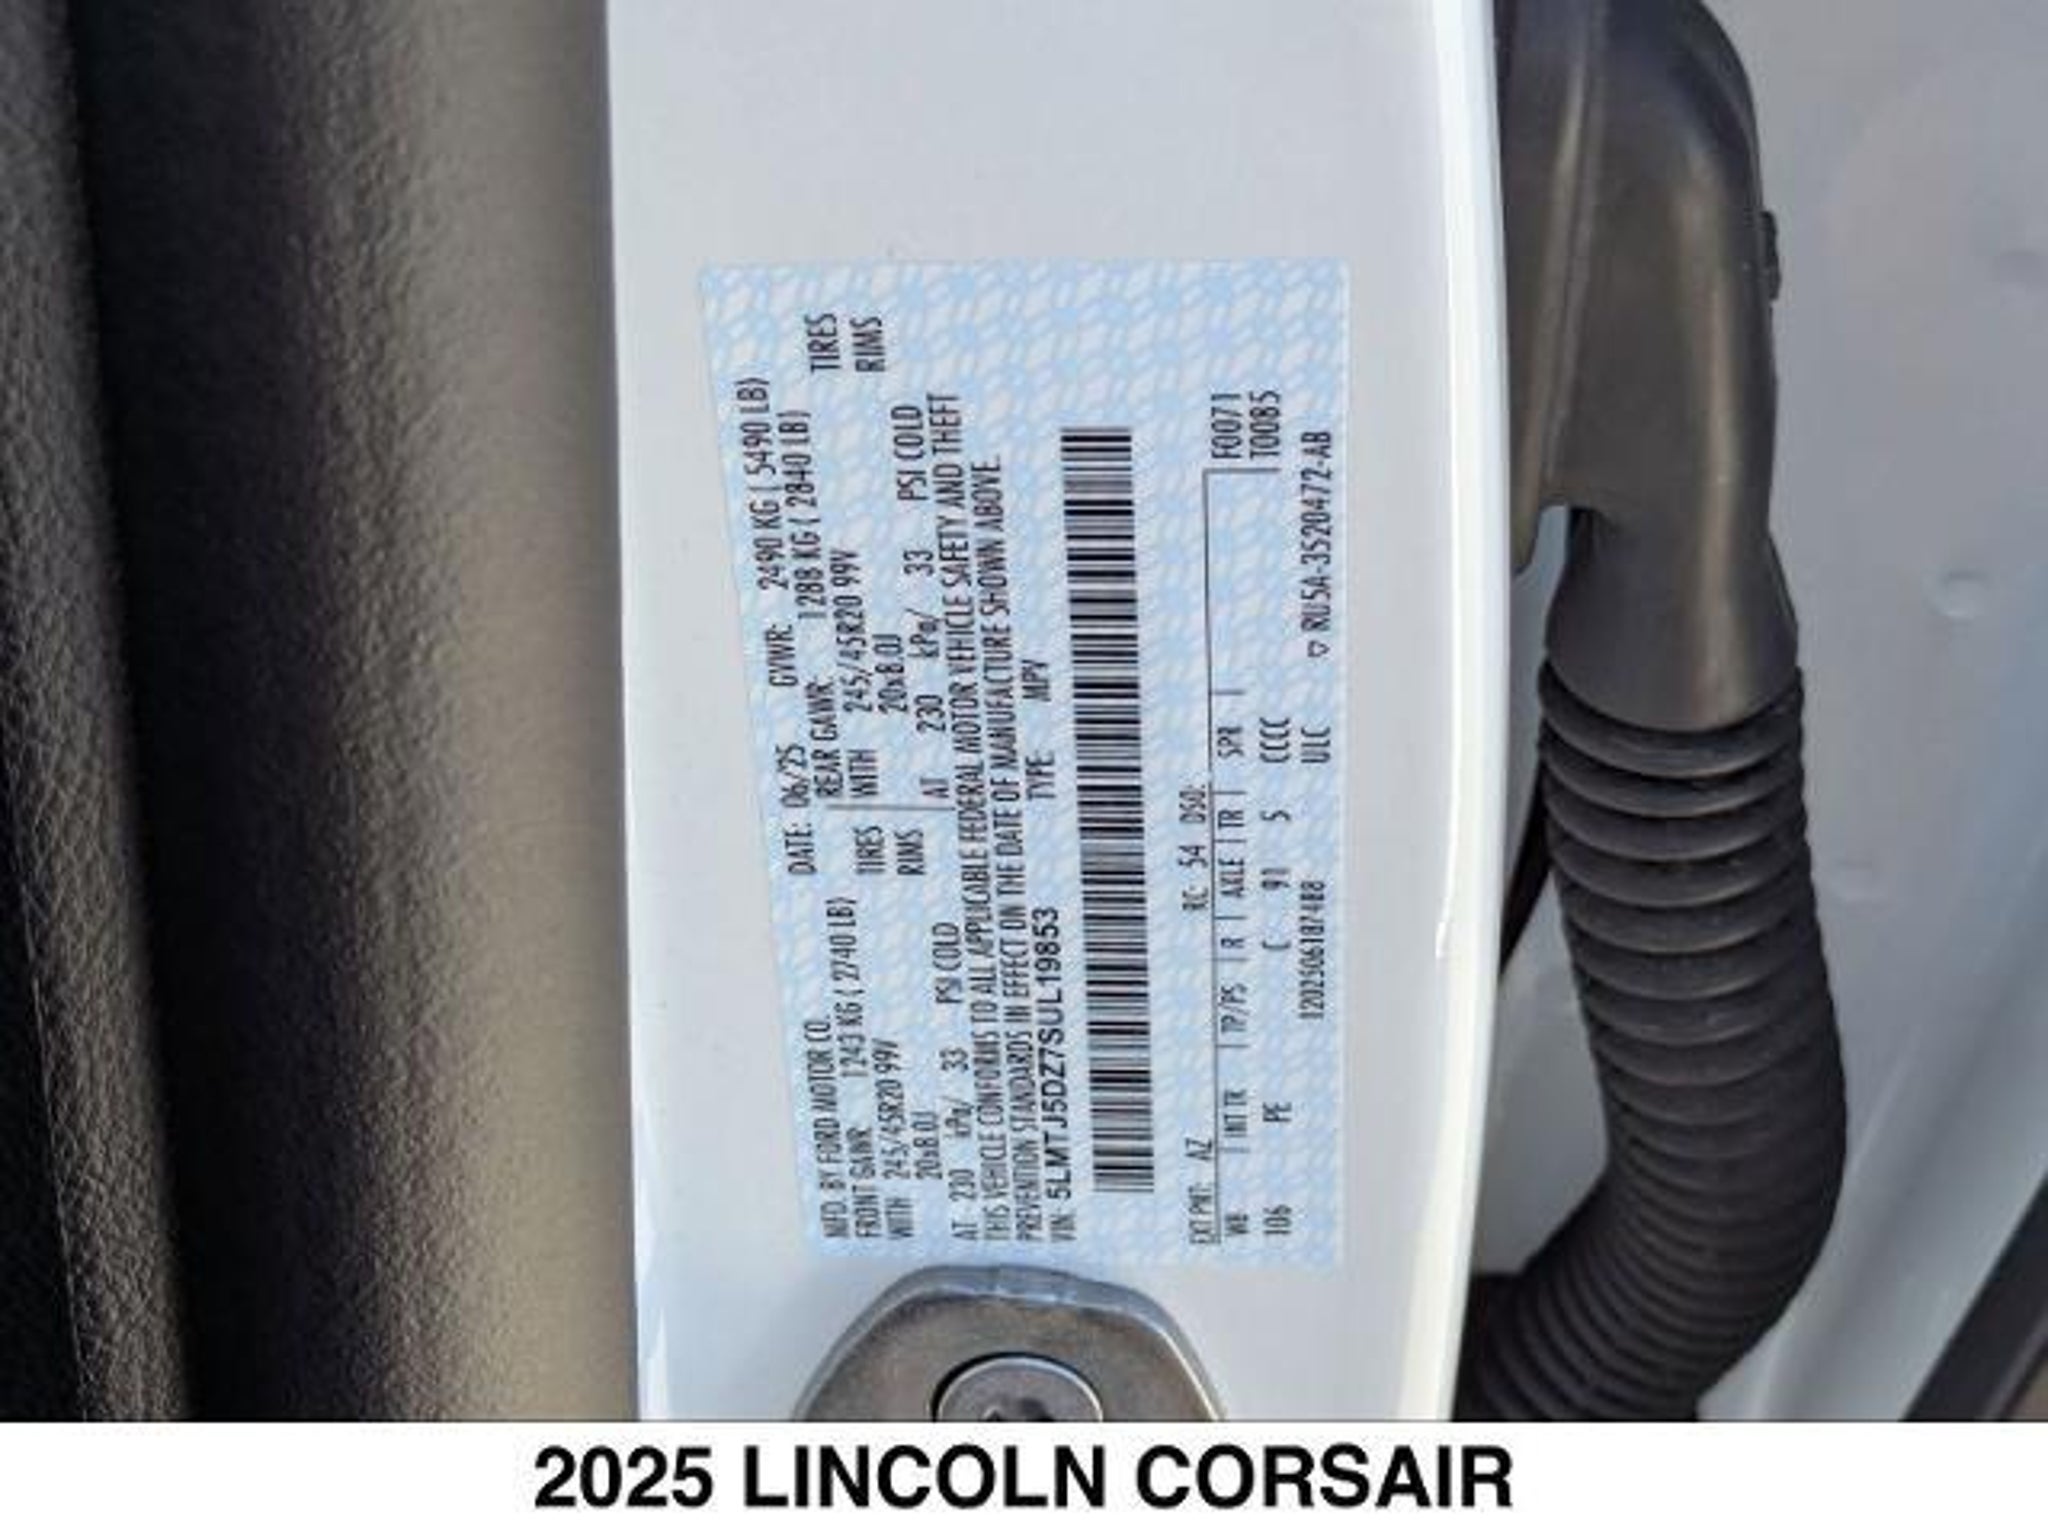 MFD. BY FORD MOTOR CO. DATE: 06/25 GVWR: 2490 KG ( 5490 LB)
FRONT GAWR: 1243 KG ( 2740 LB) REAR GAWR: 1288 KG ( 2840 LB)
WITH 245/45R20 99V TIRES WITH 245/45R20 99V TIRES
20x8.0J RIMS 20x8.0J RIMS
AT 230 kPa/ 33 PSI COLD AT 230 kPa/ 33 PSI COLD
THIS VEHICLE CONFORMS TO ALL APPLICABLE FEDERAL MOTOR VEHICLE SAFETY AND THEFT
PREVENTION STANDARDS IN EFFECT ON THE DATE OF MANUFACTURE SHOWN ABOVE.
VIN: 5LMTJ5DZ7SUL19853 TYPE: MPV
EXT PNT: AZ RC: 54 DSO:
WB | INT TR | TP/PS | R | AXLE | TR | SPR | F0071
106 PE C 91 S CCCC T0085
1202506187488 ULC ▽ RU5A-3520472-AB
2025 LINCOLN CORSAIR